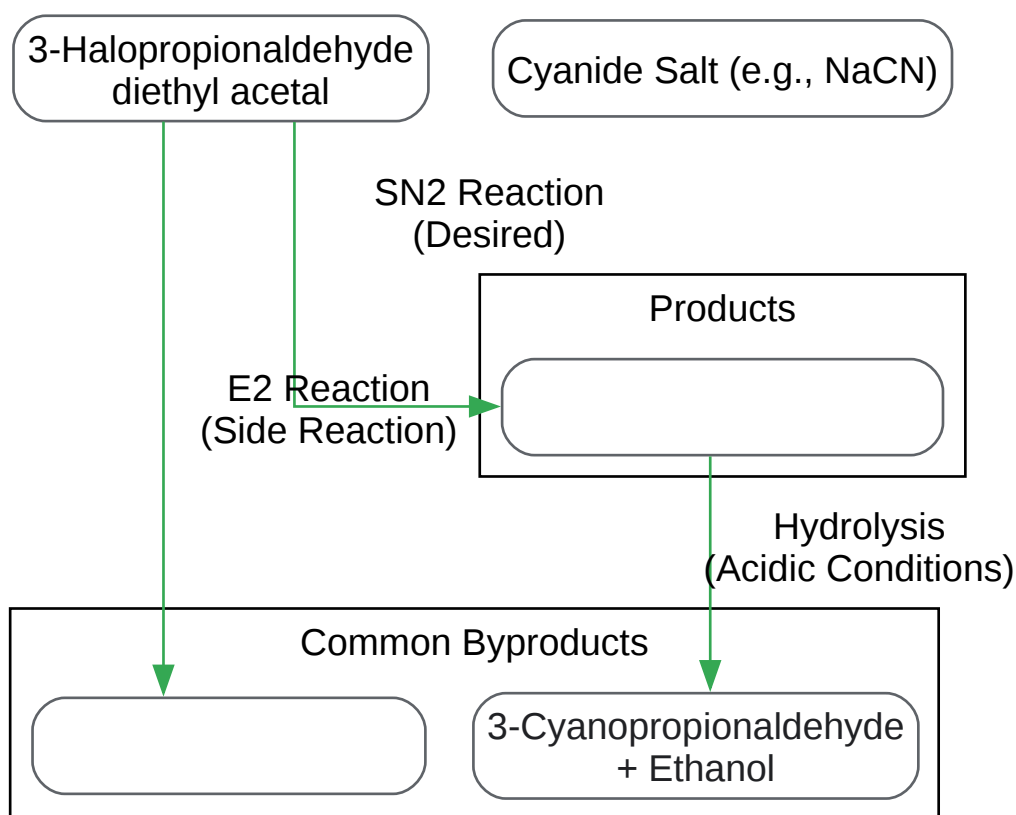 3-Halopropionaldehyde
diethyl acetal
Cyanide Salt (e.g., NaCN)
SN2 Reaction
(Desired)
Products
E2 Reaction
(Side Reaction)
Hydrolysis
(Acidic Conditions)
Common Byproducts
3-Cyanopropionaldehyde
+ Ethanol